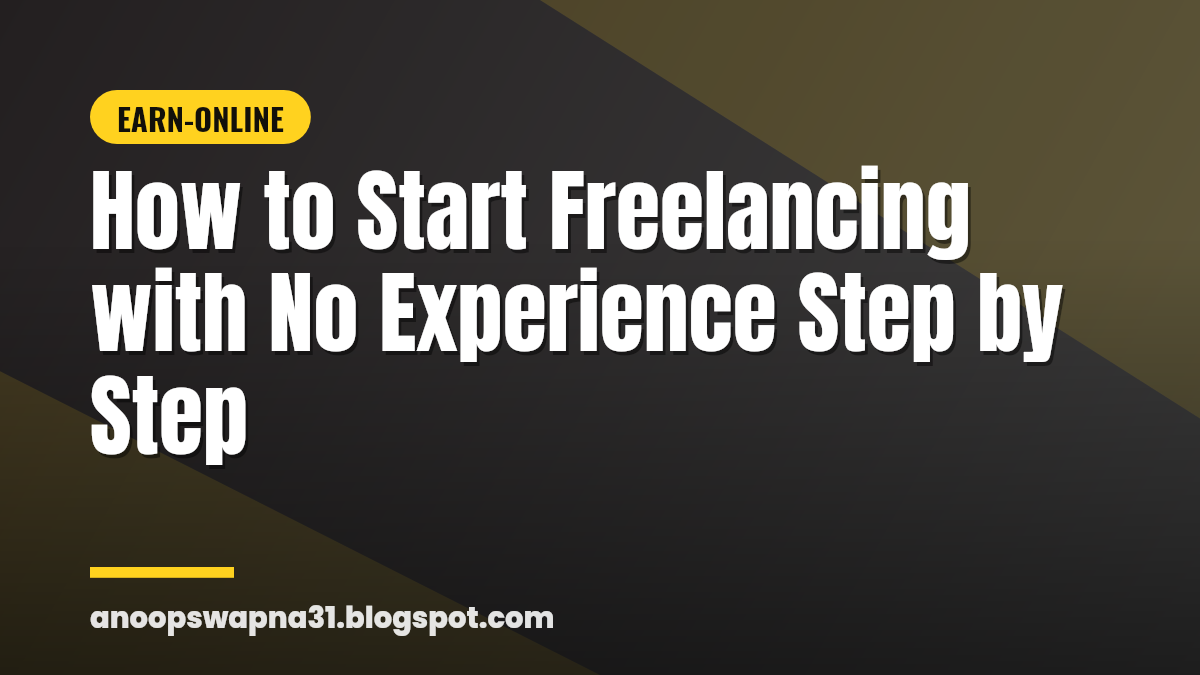 EARN-ONLINE
How to Start Freelancing
with No Experience Step by
Step
anoopswapna31.blogspot.com